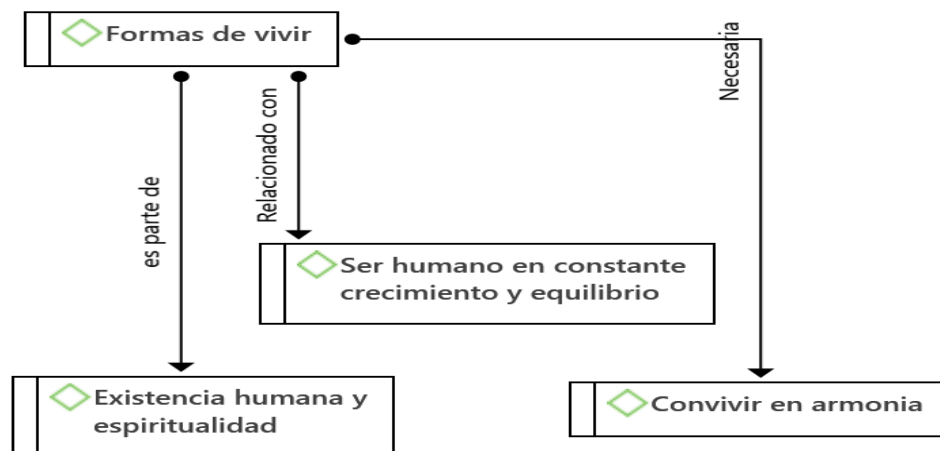 Formas de vivir
Necesaria
Relacionado con
es parte de
Ser humano en constante
crecimiento y equilibrio
Existencia humana y
espiritualidad
Convivir en armonia